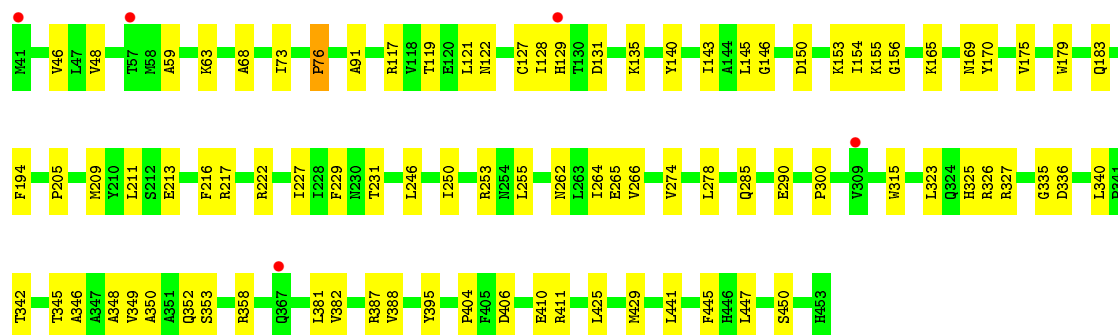 M41 V46 L47 V48 T57 M58 A59 K63 A68 I73 P76 A91 R117 V118 T119 E120 L121 N122 C127 I128 H129 T130 D131 K135 Y140 I143 A144 L145 G146 D150 K153 I154 K155 G156 K165 N169 Y170 V175 W179 Q183
F194 P205 M209 Y210 L211 S212 E213 F216 R217 R222 I227 I228 F229 N230 T231 L246 I250 R253 N254 L255 N262 L263 I264 E265 V266 V274 L278 Q285 E290 P300 V309 W315 L323 Q324 H325 R326 R327 G335 D336 L340
T342 T345 A346 A347 A348 V349 A350 A351 Q352 S353 R358 Q367 L381 V382 R387 V388 Y395 P404 F405 D406 E410 R411 L425 M429 L441 F445 H446 L447 S450 H453